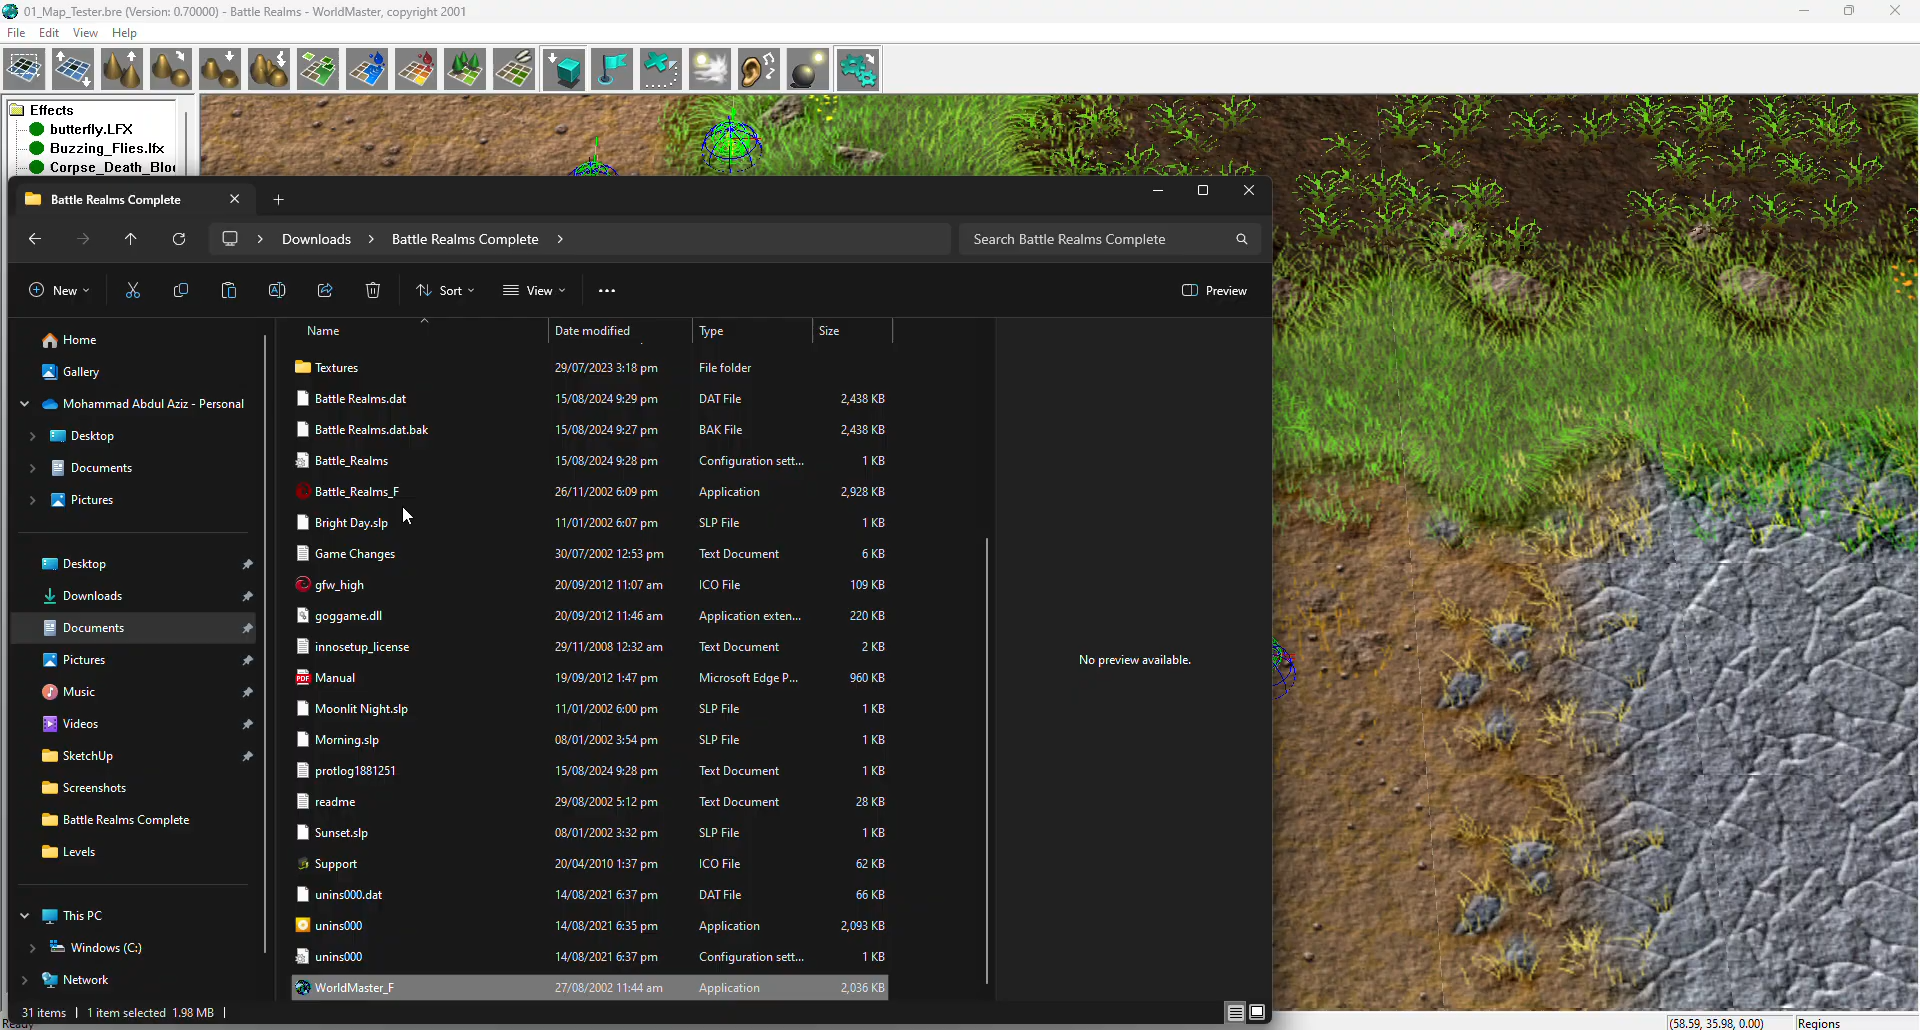 01_Map_Tester.bre (Version: 0.70000) - Battle Realms - WorldMaster, copyright 2001
File Edit View Help
Effects
butterfly.LFX
Buzzing_Flies.lfx
Corpse_Death_Bloo
Battle Realms Complete
Downloads > Battle Realms Complete >
Search Battle Realms Complete
New Sort View ... Preview
Name Date modified Type Size
Home
Gallery
Mohammad Abdul Aziz - Personal
Desktop
Documents
Pictures
Desktop
Downloads
Documents
Pictures
Music
Videos
SketchUp
Screenshots
Battle Realms Complete
Levels
This PC
Windows (C:)
Network
Textures 29/07/2023 3:18 pm File folder
Battle Realms.dat 15/08/2024 9:29 pm DAT File 2,438 KB
Battle Realms.dat.bak 15/08/2024 9:27 pm BAK File 2,438 KB
Battle_Realms 15/08/2024 9:28 pm Configuration sett... 1 KB
Battle_Realms_F 26/11/2002 6:09 pm Application 2,928 KB
Bright Day.slp 11/01/2002 6:07 pm SLP File 1 KB
Game Changes 30/07/2002 12:53 pm Text Document 6 KB
gfw_high 20/09/2012 11:07 am ICO File 109 KB
goggame.dll 20/09/2012 11:46 am Application exten... 220 KB
innosetup_license 29/11/2008 12:32 am Text Document 2 KB
PDF Manual 19/09/2012 1:47 pm Microsoft Edge P... 960 KB
Moonlit Night.slp 11/01/2002 6:00 pm SLP File 1 KB
Morning.slp 08/01/2002 3:54 pm SLP File 1 KB
protlog1881251 15/08/2024 9:28 pm Text Document 1 KB
readme 29/08/2002 5:12 pm Text Document 28 KB
Sunset.slp 08/01/2002 3:32 pm SLP File 1 KB
Support 20/04/2010 1:37 pm ICO File 62 KB
unins000.dat 14/08/2021 6:37 pm DAT File 66 KB
unins000 14/08/2021 6:35 pm Application 2,093 KB
unins000 14/08/2021 6:37 pm Configuration sett... 1 KB
WorldMaster_F 27/08/2002 11:44 am Application 2,036 KB
No preview available.
31 items | 1 item selected 1.98 MB |
Ready (58.59, 35.98, 0.00) Regions